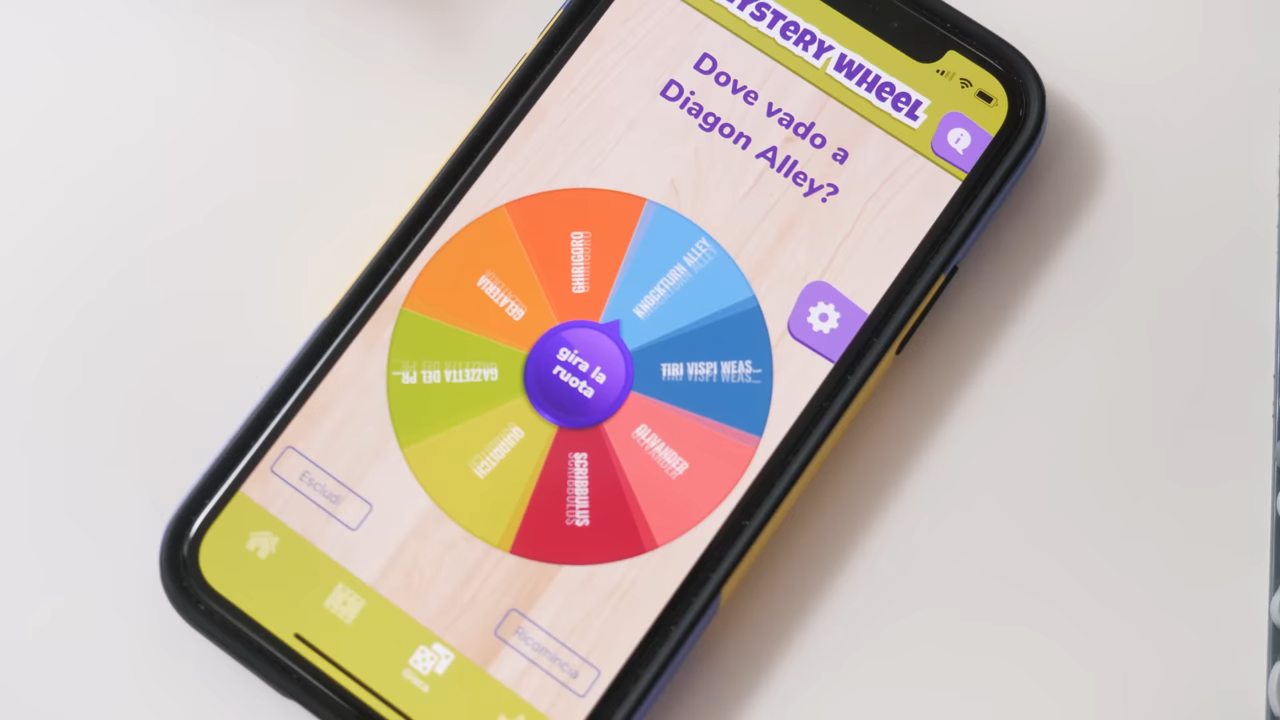 MYSTERY WHEEL
Dove vado a
Diagon Alley?
GHIRIGORO
KNOCKTURN ALLEY
TIRI VISPI WEAS...
OLIVANDER
SCRIBBULUS
QUIDDITCH
GAZZETTA DEL PR...
GELATERIA
gira la
ruota
Escludi
Ricomincia
Gioca